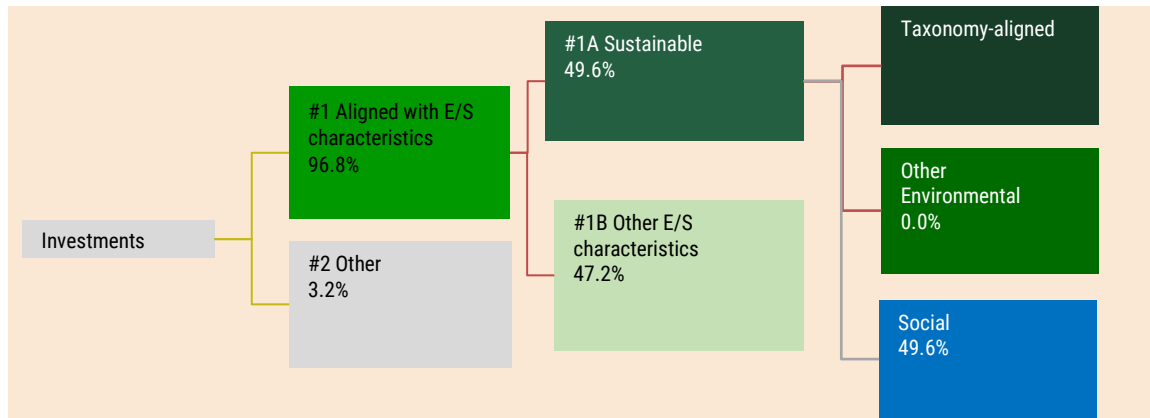 Investments
#1 Aligned with E/S
characteristics
96.8%
#2 Other
3.2%
#1A Sustainable
49.6%
#1B Other E/S
characteristics
47.2%
Taxonomy-aligned
Other
Environmental
0.0%
Social
49.6%